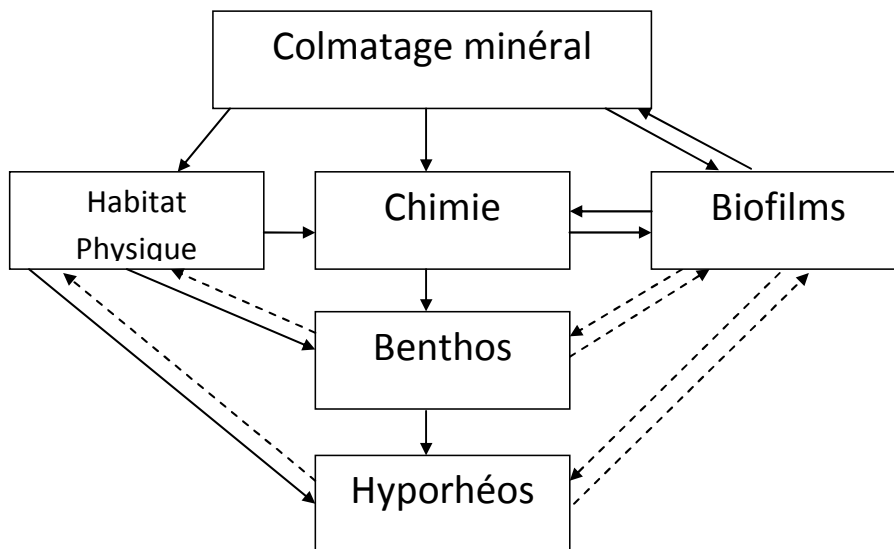 Colmatage minéral
Habitat
Physique
Chimie
Biofilms
Benthos
Hyporhéos